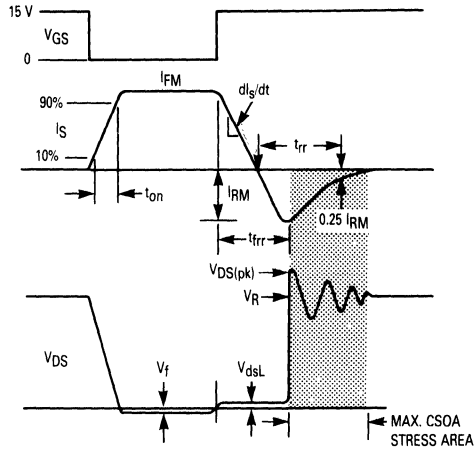 15 V
VGS
0
IFM
dIS/dt
90%
IS
trr
10%
ton
IRM
0.25 IRM
tfrr
VDS(pk)
VR
VDS
Vf
VdsL
MAX. CSOA
STRESS AREA